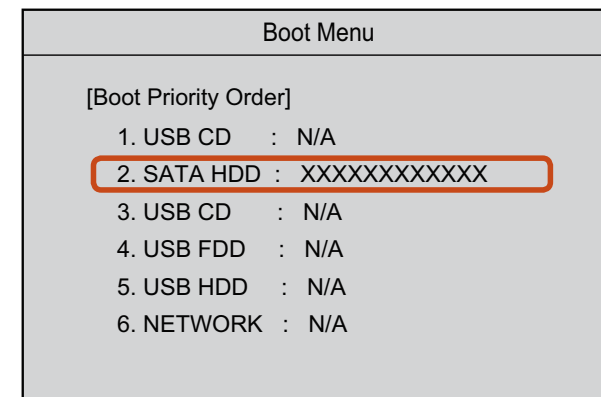 Boot Menu
[Boot Priority Order]
1. USB CD : N/A
2. SATA HDD : XXXXXXXXXXXX
3. USB CD : N/A
4. USB FDD : N/A
5. USB HDD : N/A
6. NETWORK : N/A